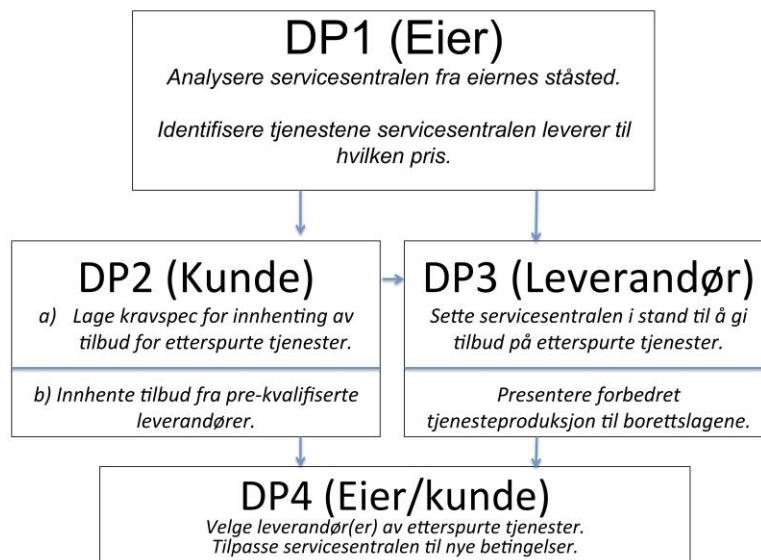 DP1 (Eier)
Analysere servicesentralen fra eiernes ståsted.
Identifisere tjenestene servicesentralen leverer til
hvilken pris.
DP2 (Kunde)
a) Lage kravspec for innhenting av
tilbud for etterspurte tjenester.
b) Innhente tilbud fra pre-kvalifiserte
leverandører.
DP3 (Leverandør)
Sette servicesentralen i stand til å gi
tilbud på etterspurte tjenester.
Presentere forbedret
tjenesteproduksjon til borettslagene.
DP4 (Eier/kunde)
Velge leverandør(er) av etterspurte tjenester.
Tilpasse servicesentralen til nye betingelser.